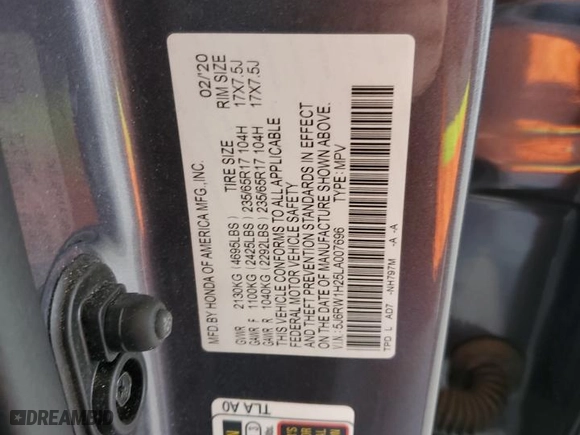 MFD.BY HONDA OF AMERICA MFG.,INC. 02/'20
TIRE SIZE RIM SIZE
GVWR 2130KG (4695LBS)
GAWR F 1100KG (2425LBS) 235/65R17 104H 17X7.5J
GAWR R 1040KG (2292LBS) 235/65R17 104H 17X7.5J
THIS VEHICLE CONFORMS TO ALL APPLICABLE
FEDERAL MOTOR VEHICLE SAFETY
AND THEFT PREVENTION STANDARDS IN EFFECT
ON THE DATE OF MANUFACTURE SHOWN ABOVE.
V.I.N.: 5J6RW1H26LA007696 TYPE: MPV
TPD L AD7 -NH797M -A -A
TLA A0
DREAMBID